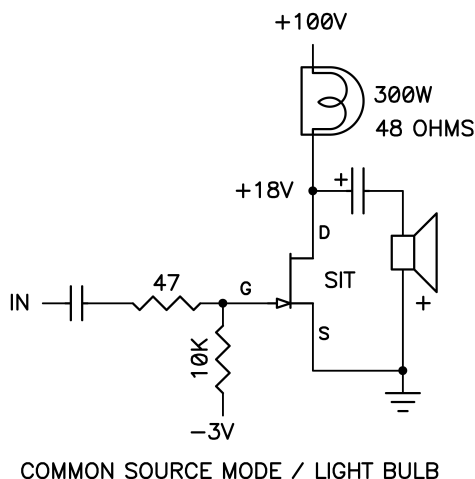 +100V
300W
48 OHMS
+18V
+
D
47
G
SIT
IN
S
+
10K
−3V
COMMON SOURCE MODE / LIGHT BULB